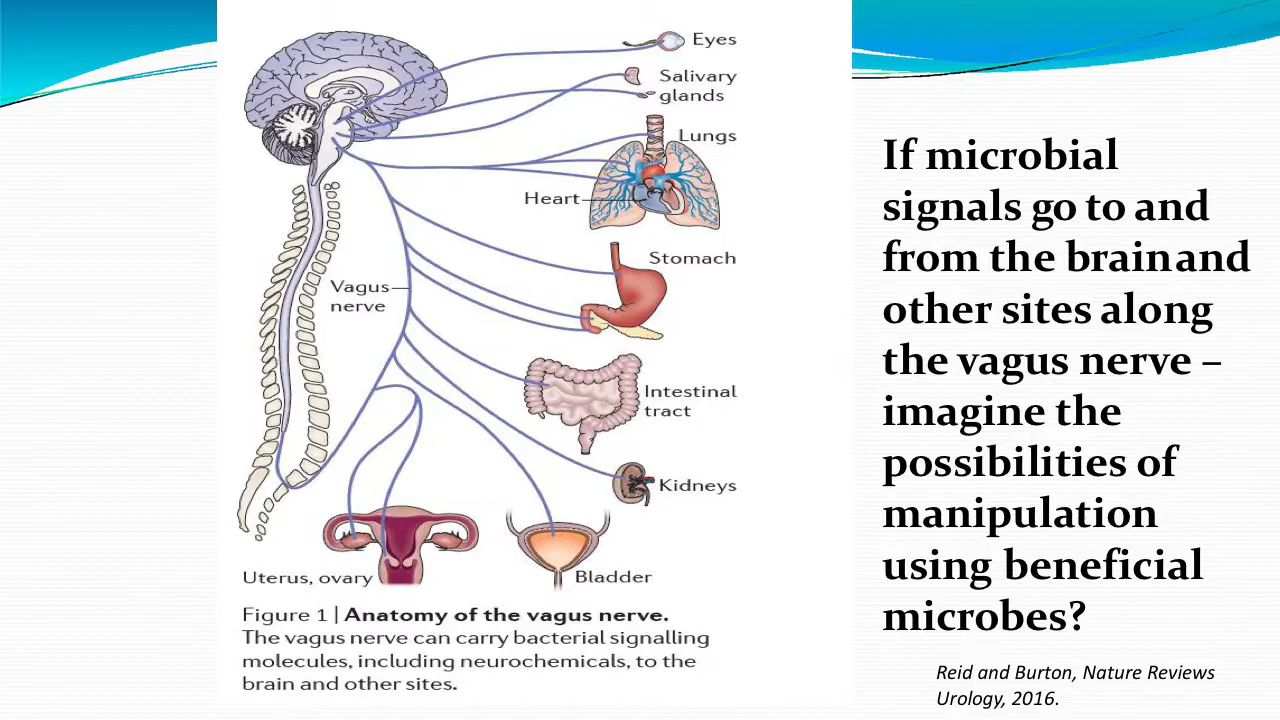 Eyes
Salivary
glands
Lungs
Heart
Stomach
Vagus
nerve
Intestinal
tract
Kidneys
Uterus, ovary
Bladder
Figure 1 | Anatomy of the vagus nerve.
The vagus nerve can carry bacterial signalling
molecules, including neurochemicals, to the
brain and other sites.
If microbial
signals go to and
from the brain and
other sites along
the vagus nerve –
imagine the
possibilities of
manipulation
using beneficial
microbes?
Reid and Burton, Nature Reviews
Urology, 2016.